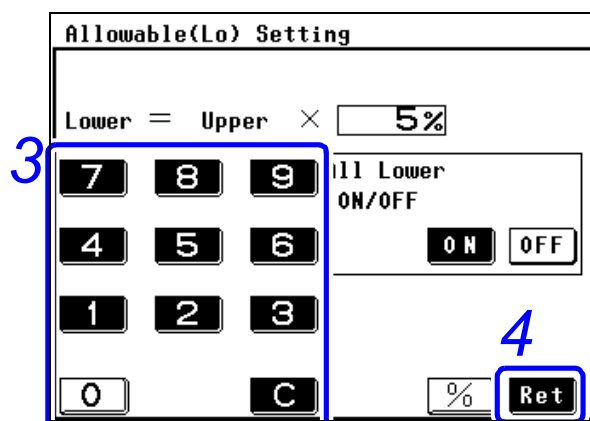 Allowable(Lo) Setting
Lower = Upper × 5%
3
7 8 9
ll Lower
ON/OFF
4 5 6
ON OFF
1 2 3
4
0 C % Ret